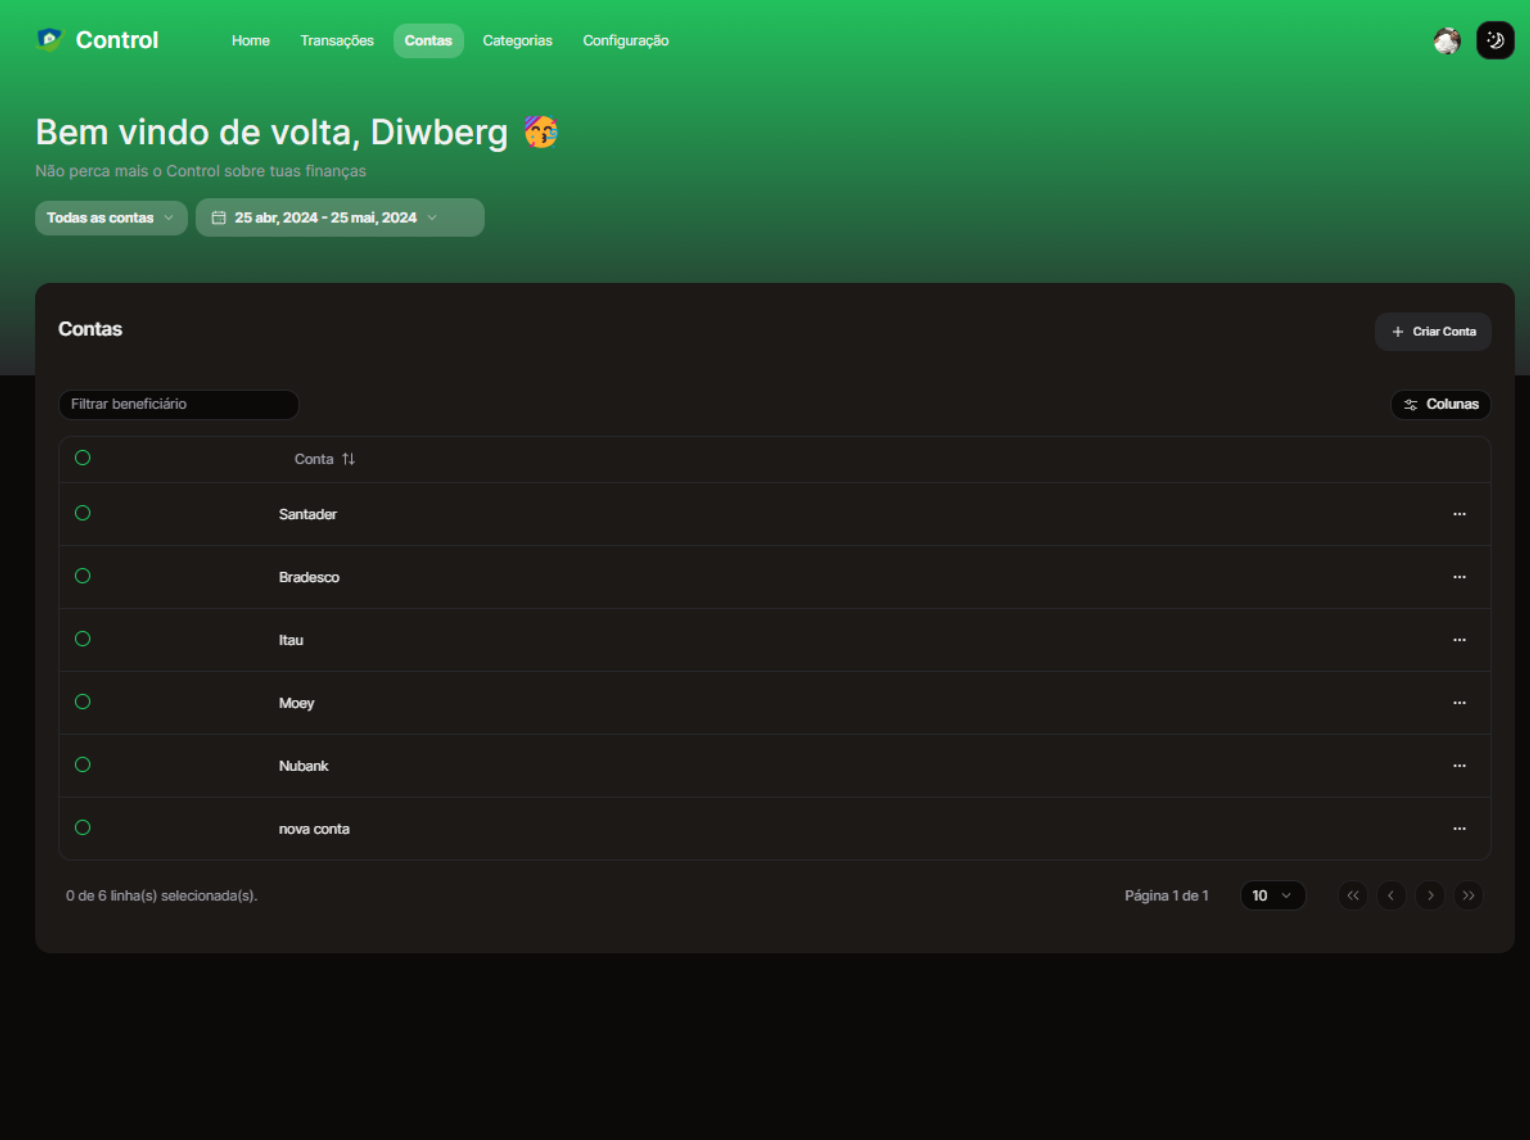 Control
Home
Transações
Contas
Categorias
Configuração
Bem vindo de volta, Diwberg 🥳
Não perca mais o Control sobre tuas finanças
Todas as contas
25 abr, 2024 - 25 mai, 2024
Contas
+ Criar Conta
Filtrar beneficiário
Colunas
Conta
Santader
Bradesco
Itau
Moey
Nubank
nova conta
0 de 6 linha(s) selecionada(s).
Página 1 de 1
10